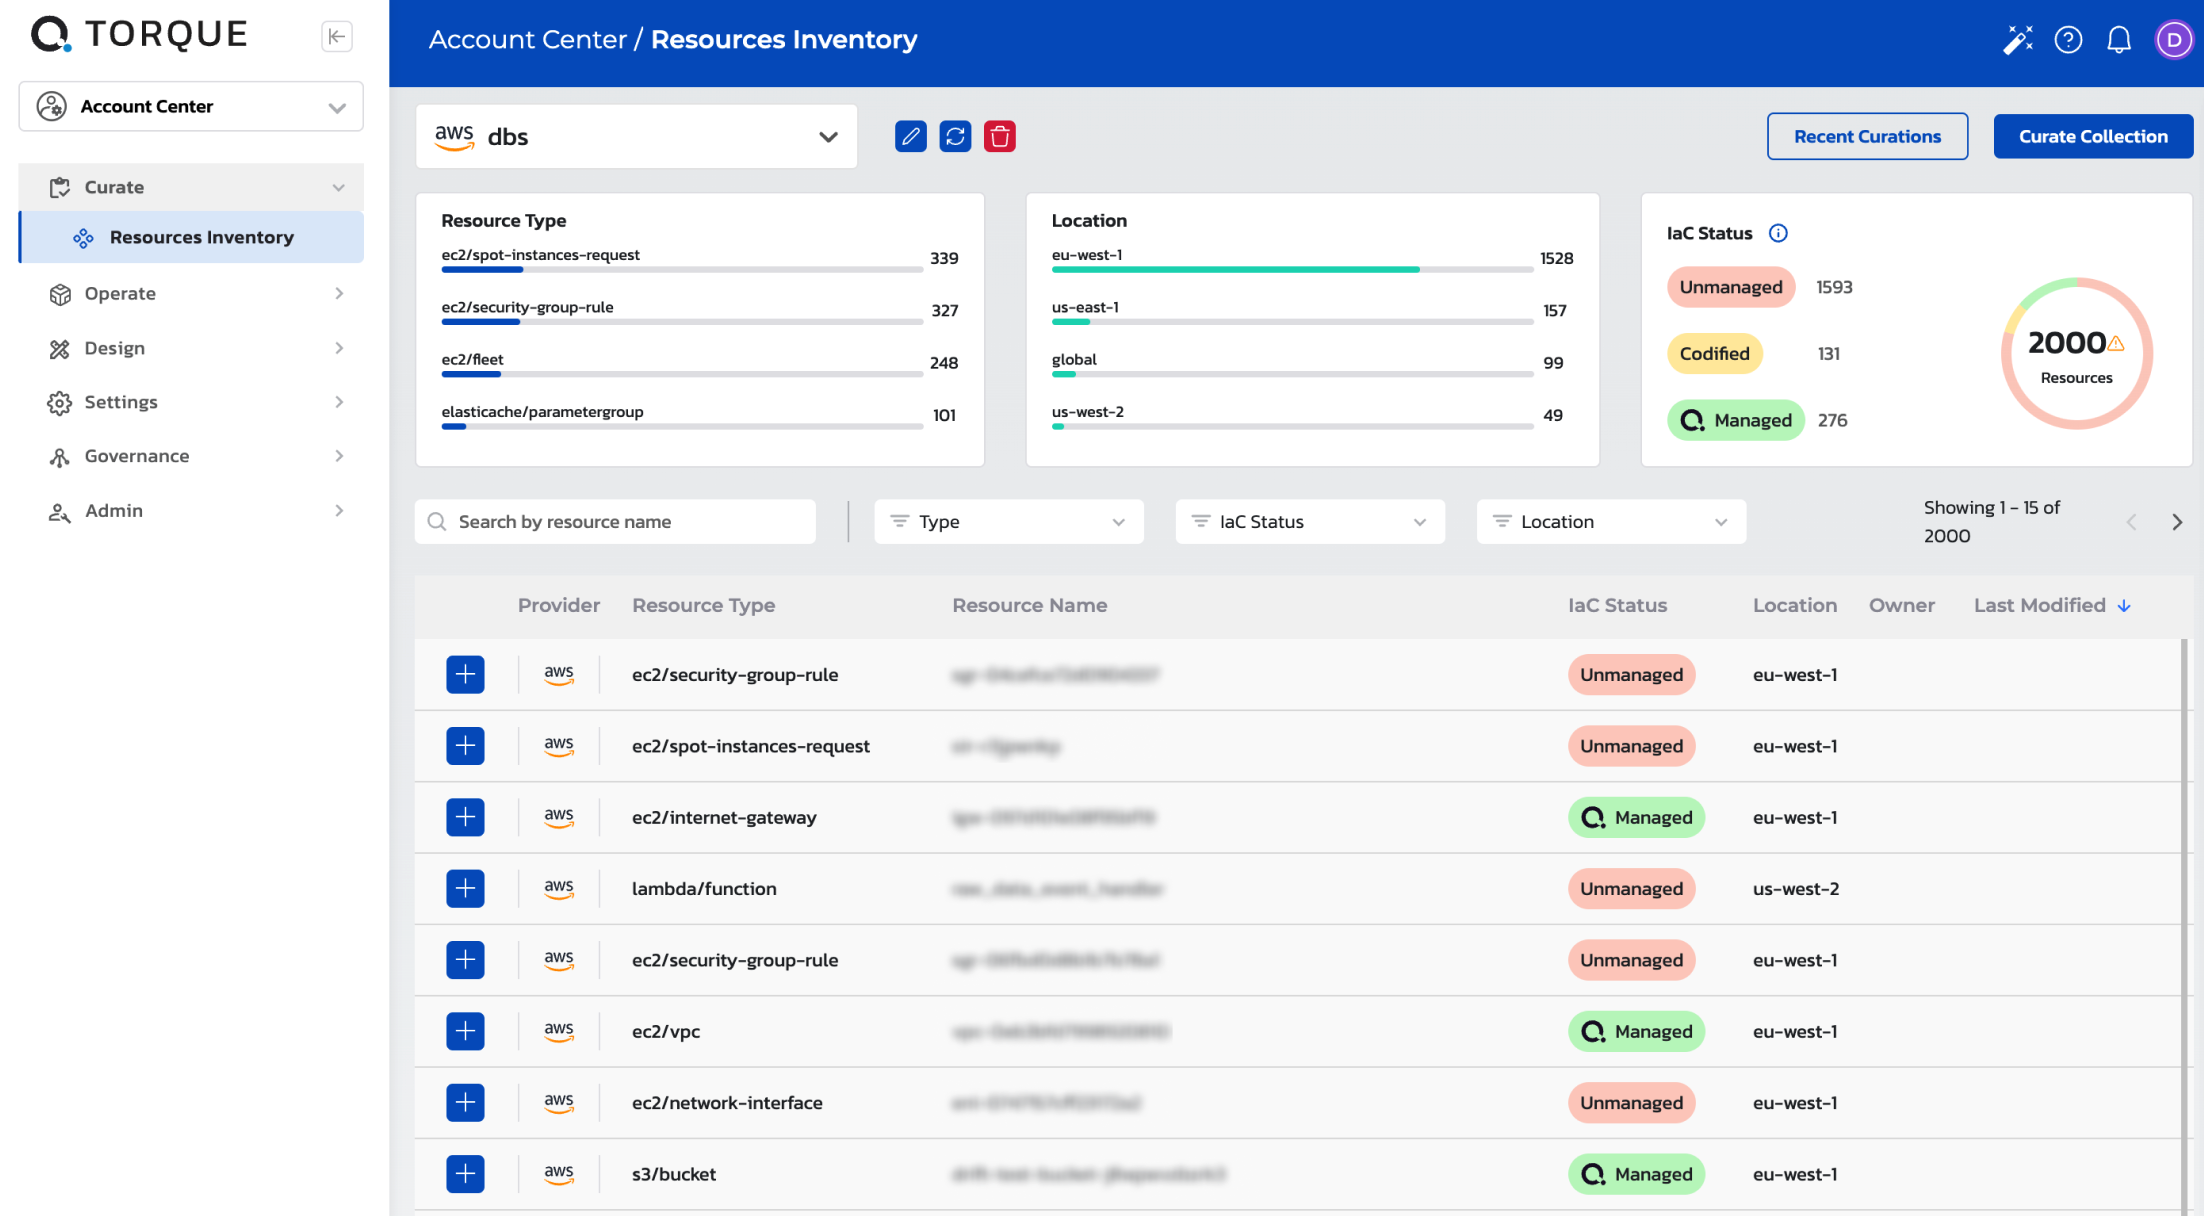 TORQUE
Account Center / Resources Inventory
D
Account Center
Curate
Resources Inventory
Operate
Design
Settings
Governance
Admin
aws dbs
Recent Curations
Curate Collection
Resource Type
ec2/spot-instances-request 339
ec2/security-group-rule 327
ec2/fleet 248
elasticache/parametergroup 101
Location
eu-west-1 1528
us-east-1 157
global 99
us-west-2 49
IaC Status
Unmanaged 1593
Codified 131
Managed 276
2000
Resources
Search by resource name
Type
IaC Status
Location
Showing 1 - 15 of
2000
Provider Resource Type Resource Name IaC Status Location Owner Last Modified
aws ec2/security-group-rule Unmanaged eu-west-1
aws ec2/spot-instances-request Unmanaged eu-west-1
aws ec2/internet-gateway Managed eu-west-1
aws lambda/function Unmanaged us-west-2
aws ec2/security-group-rule Unmanaged eu-west-1
aws ec2/vpc Managed eu-west-1
aws ec2/network-interface Unmanaged eu-west-1
aws s3/bucket Managed eu-west-1